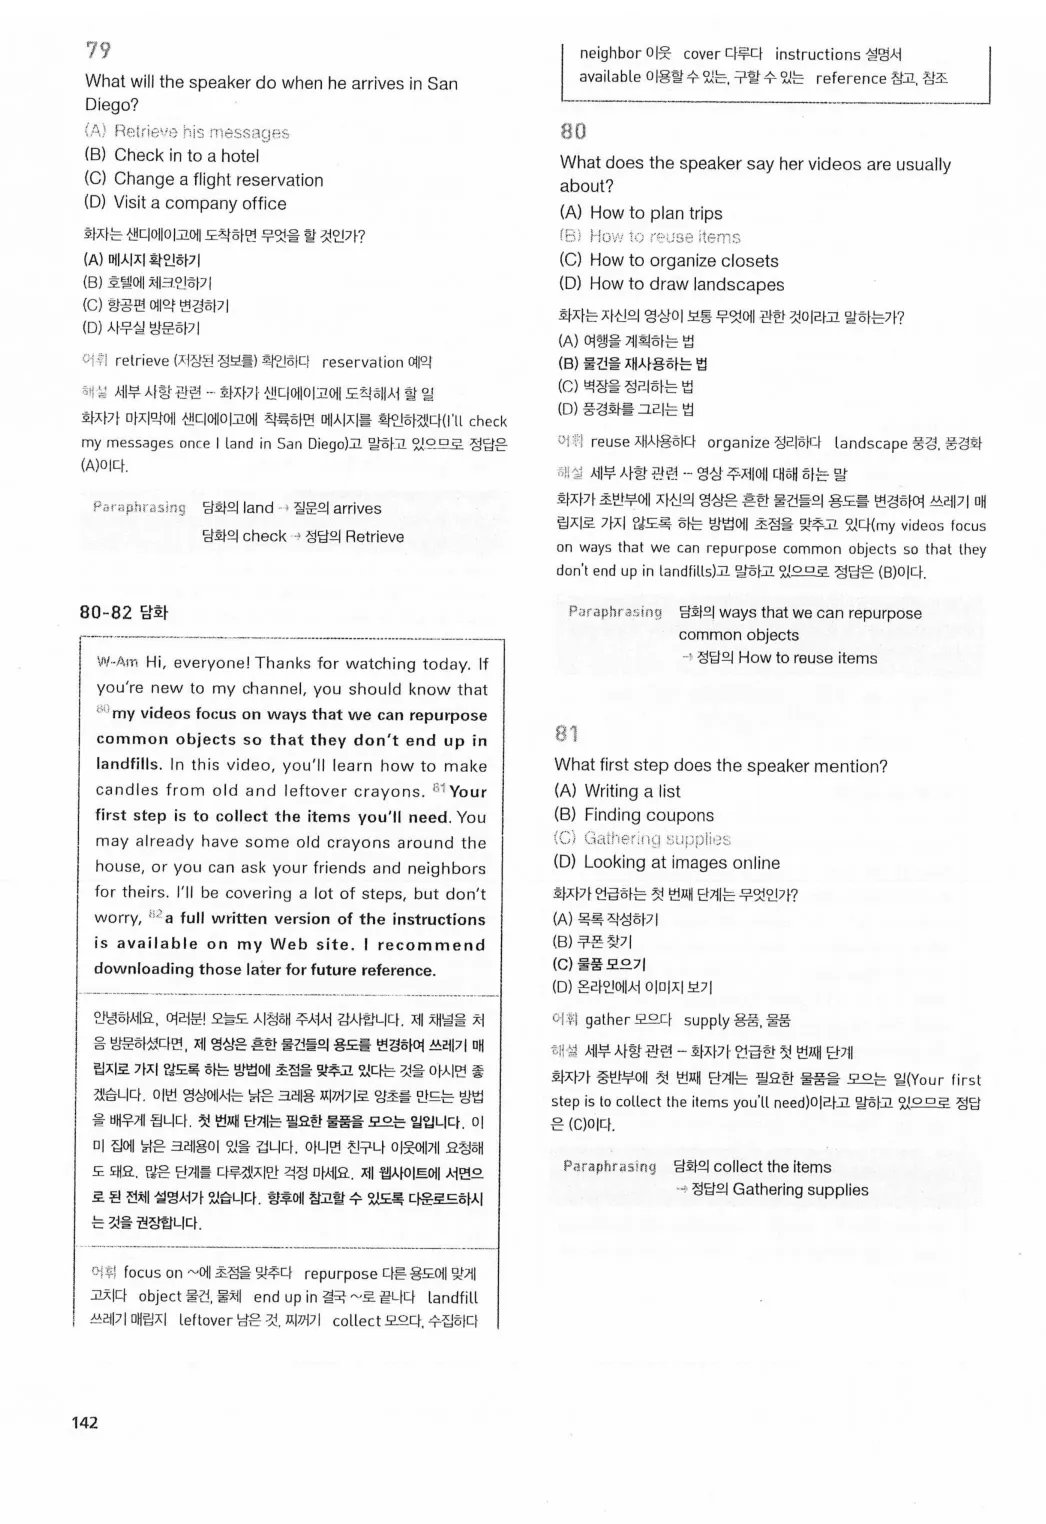 79
What will the speaker do when he arrives in San
Diego?
(A) Retrieve his messages
(B) Check in to a hotel
(C) Change a flight reservation
(D) Visit a company office
화자는 샌디에이고에 도착하면 무엇을 할 것인가?
(A) 메시지 확인하기
(B) 호텔에 체크인하기
(C) 항공편 예약 변경하기
(D) 사무실 방문하기
어휘 retrieve (저장된 정보를) 확인하다 reservation 예약
해설 세부 사항 관련 -- 화자가 샌디에이고에 도착해서 할 일
화자가 마지막에 샌디에이고에 착륙하면 메시지를 확인하겠다(I'll check
my messages once I land in San Diego)고 말하고 있으므로 정답은
(A)이다.
Paraphrasing 담화의 land → 질문의 arrives
담화의 check → 정답의 Retrieve
80-82 담화
W-Am Hi, everyone! Thanks for watching today. If
you're new to my channel, you should know that
80 my videos focus on ways that we can repurpose
common objects so that they don't end up in
landfills. In this video, you'll learn how to make
candles from old and leftover crayons. 81 Your
first step is to collect the items you'll need. You
may already have some old crayons around the
house, or you can ask your friends and neighbors
for theirs. I'll be covering a lot of steps, but don't
worry, 82 a full written version of the instructions
is available on my Web site. I recommend
downloading those later for future reference.
안녕하세요, 여러분! 오늘도 시청해 주셔서 감사합니다. 제 채널을 처
음 방문하셨다면, 제 영상은 흔한 물건들의 용도를 변경하여 쓰레기 매
립지로 가지 않도록 하는 방법에 초점을 맞추고 있다는 것을 아시면 좋
겠습니다. 이번 영상에서는 낡은 크레용 찌꺼기로 양초를 만드는 방법
을 배우게 됩니다. 첫 번째 단계는 필요한 물품을 모으는 일입니다. 이
미 집에 낡은 크레용이 있을 겁니다. 아니면 친구나 이웃에게 요청해
도 돼요. 많은 단계를 다루겠지만 걱정 마세요. 제 웹사이트에 서면으
로 된 전체 설명서가 있습니다. 향후에 참고할 수 있도록 다운로드하시
는 것을 권장합니다.
어휘 focus on ~에 초점을 맞추다 repurpose 다른 용도에 맞게
고치다 object 물건, 물체 end up in 결국 ~로 끝나다 landfill
쓰레기 매립지 leftover 남은 것, 찌꺼기 collect 모으다, 수집하다
142
neighbor 이웃 cover 다루다 instructions 설명서
available 이용할 수 있는, 구할 수 있는 reference 참고, 참조
80
What does the speaker say her videos are usually
about?
(A) How to plan trips
(B) How to reuse items
(C) How to organize closets
(D) How to draw landscapes
화자는 자신의 영상이 보통 무엇에 관한 것이라고 말하는가?
(A) 여행을 계획하는 법
(B) 물건을 재사용하는 법
(C) 벽장을 정리하는 법
(D) 풍경화를 그리는 법
어휘 reuse 재사용하다 organize 정리하다 landscape 풍경, 풍경화
해설 세부 사항 관련 -- 영상 주제에 대해 하는 말
화자가 초반부에 자신의 영상은 흔한 물건들의 용도를 변경하여 쓰레기 매
립지로 가지 않도록 하는 방법에 초점을 맞추고 있다(my videos focus
on ways that we can repurpose common objects so that they
don't end up in landfills)고 말하고 있으므로 정답은 (B)이다.
Paraphrasing 담화의 ways that we can repurpose
common objects
→ 정답의 How to reuse items
81
What first step does the speaker mention?
(A) Writing a list
(B) Finding coupons
(C) Gathering supplies
(D) Looking at images online
화자가 언급하는 첫 번째 단계는 무엇인가?
(A) 목록 작성하기
(B) 쿠폰 찾기
(C) 물품 모으기
(D) 온라인에서 이미지 보기
어휘 gather 모으다 supply 용품, 물품
해설 세부 사항 관련 – 화자가 언급한 첫 번째 단계
화자가 중반부에 첫 번째 단계는 필요한 물품을 모으는 일(Your first
step is to collect the items you'll need)이라고 말하고 있으므로 정답
은 (C)이다.
Paraphrasing 담화의 collect the items
→ 정답의 Gathering supplies